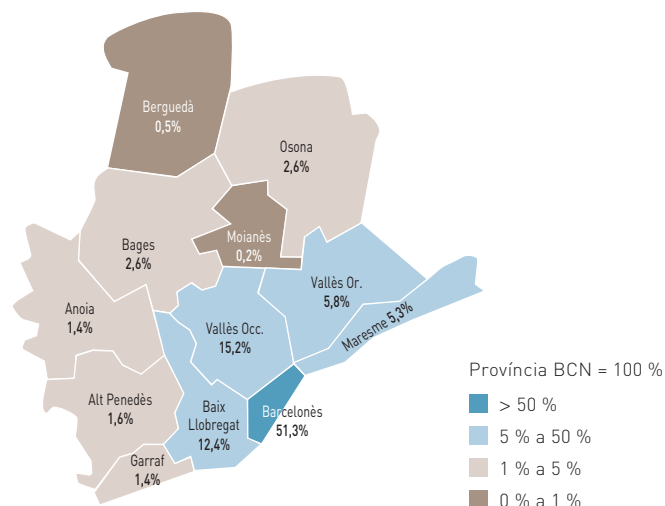 Berguedà
0,5%
Osona
2,6%
Moianès
0,2%
Bages
2,6%
Vallès Or.
5,8%
Maresme 5,3%
Anoia
1,4%
Vallès Occ.
15,2%
Alt Penedès
1,6%
Baix
Llobregat
12,4%
Barcelonès
51,3%
Garraf
1,4%
Província BCN = 100 %
> 50 %
5 % a 50 %
1 % a 5 %
0 % a 1 %